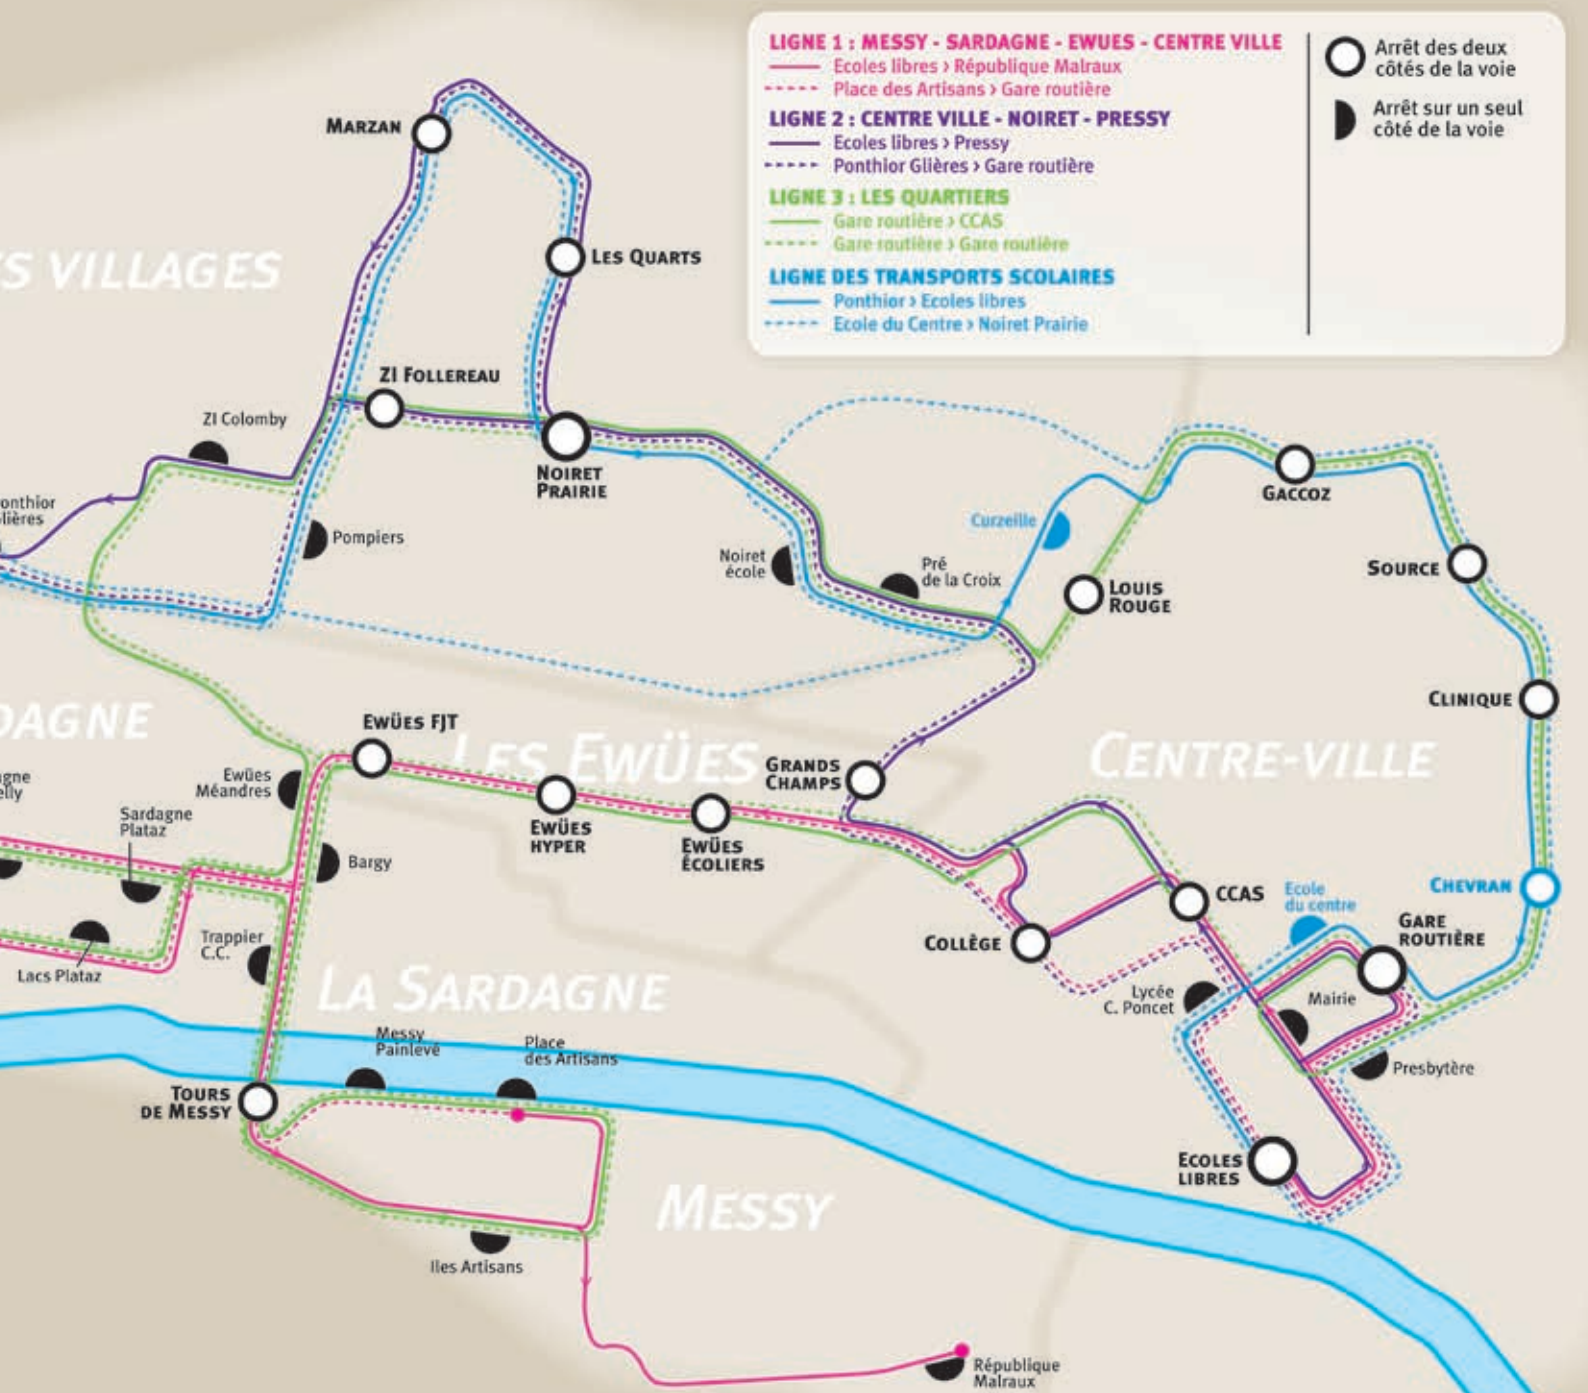 LIGNE 1 : MESSY - SARDAGNE - EWUES - CENTRE VILLE
Ecoles libres › République Malraux
Place des Artisans › Gare routière
LIGNE 2 : CENTRE VILLE - NOIRET - PRESSY
Ecoles libres › Pressy
Ponthior Glières › Gare routière
LIGNE 3 : LES QUARTIERS
Gare routière › CCAS
Gare routière › Gare routière
LIGNE DES TRANSPORTS SCOLAIRES
Ponthior › Ecoles libres
Ecole du Centre › Noiret Prairie
Arrêt des deux
côtés de la voie
Arrêt sur un seul
côté de la voie
MARZAN
S VILLAGES
LES QUARTS
ZI FOLLEREAU
ZI Colomby
NOIRET
PRAIRIE
onthior
lières
Pompiers
Noiret
école
Pré
de la Croix
Curzeille
LOUIS
ROUGE
GACCOZ
SOURCE
CLINIQUE
DAGNE
EWÜES FJT
LES EWÜES
GRANDS
CHAMPS
CENTRE-VILLE
agne
elly
Ewües
Méandres
Sardagne
Plataz
EWÜES
HYPER
EWÜES
ÉCOLIERS
Bargy
CCAS
Ecole
du centre
CHEVRAN
GARE
ROUTIÈRE
COLLÈGE
Trappier
C.C.
Lacs Plataz
LA SARDAGNE
Lycée
C. Poncet
Mairie
Messy
Painlevé
Place
des Artisans
Presbytère
TOURS
DE MESSY
ECOLES
LIBRES
MESSY
Iles Artisans
République
Malraux